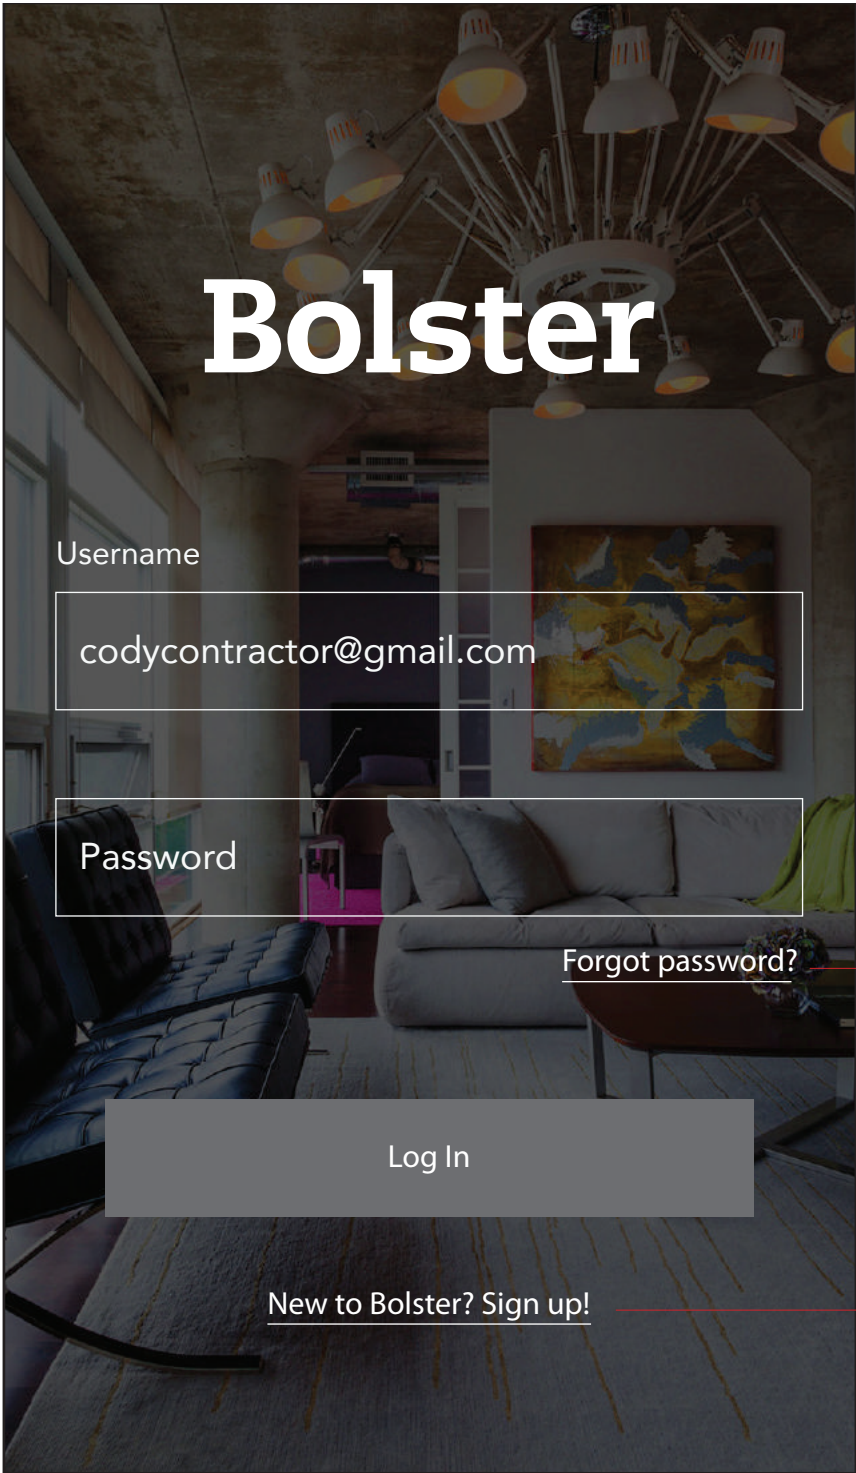 Bolster
Username
codycontractor@gmail.com
Password
Forgot password?
Log In
New to Bolster? Sign up!